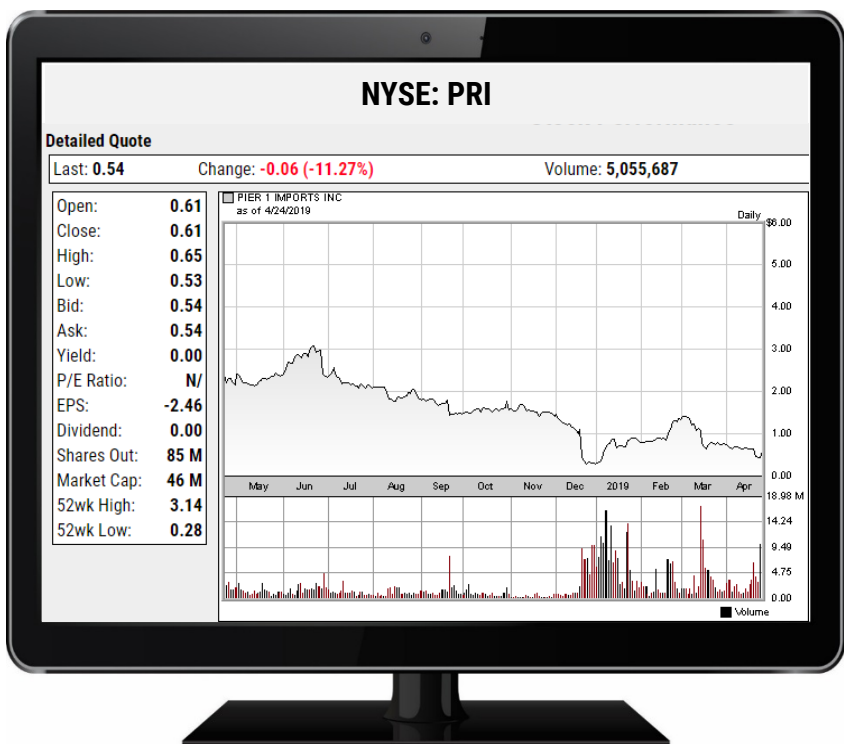 NYSE: PRI
Detailed Quote
Last: 0.54 Change: -0.06 (-11.27%) Volume: 5,055,687
Open: 0.61
Close: 0.61
High: 0.65
Low: 0.53
Bid: 0.54
Ask: 0.54
Yield: 0.00
P/E Ratio: N/
EPS: -2.46
Dividend: 0.00
Shares Out: 85 M
Market Cap: 46 M
52wk High: 3.14
52wk Low: 0.28
PIER 1 IMPORTS INC
as of 4/24/2019
Daily
$6.00
5.00
4.00
3.00
2.00
1.00
0.00
May Jun Jul Aug Sep Oct Nov Dec 2019 Feb Mar Apr
18.98 M
14.24
9.49
4.75
0.00
Volume